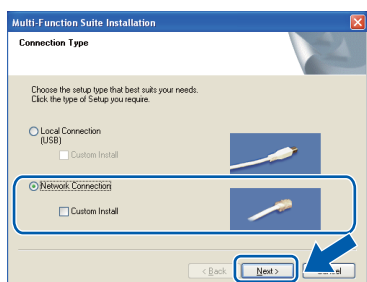 Multi-Function Suite Installation
Connection Type
Choose the setup type that best suits your needs.
Click the type of Setup you require.
Local Connection
(USB)
Custom Install
Network Connection
Custom Install
< Back
Next >